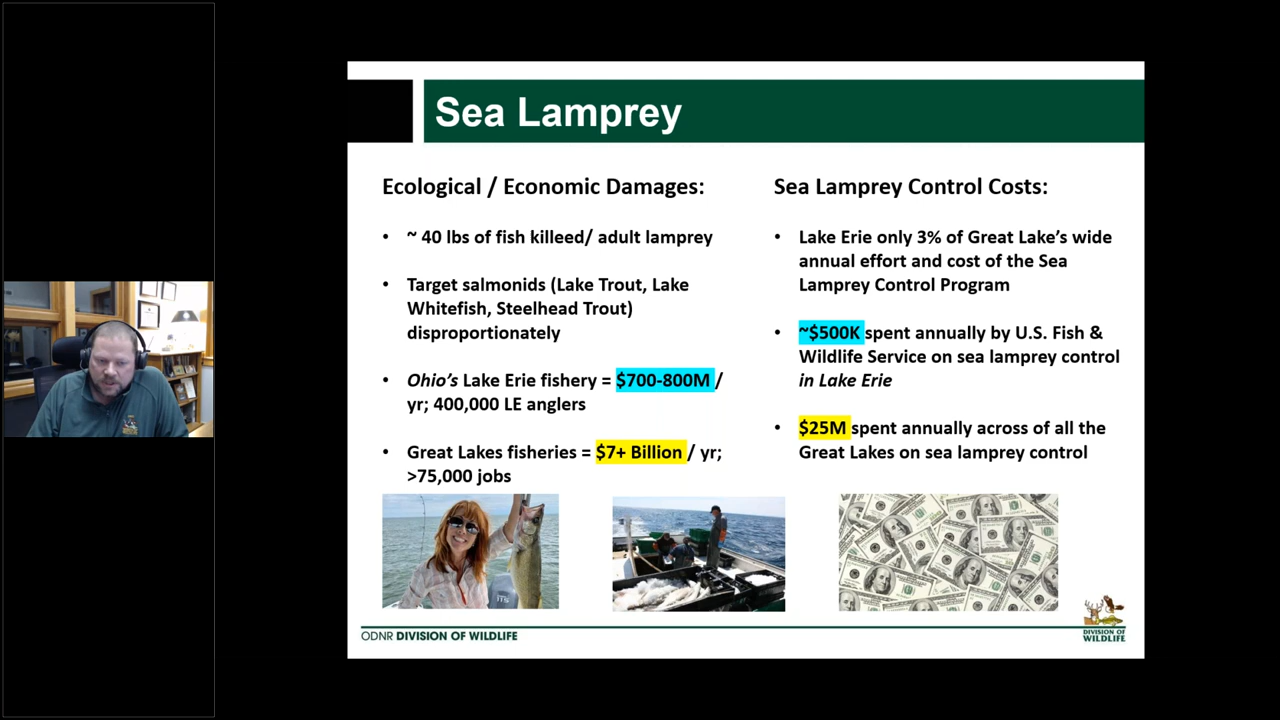 Sea Lamprey
Ecological / Economic Damages:
• ~ 40 lbs of fish killeed/ adult lamprey
• Target salmonids (Lake Trout, Lake
Whitefish, Steelhead Trout)
disproportionately
• Ohio's Lake Erie fishery = $700-800M /
yr; 400,000 LE anglers
• Great Lakes fisheries = $7+ Billion / yr;
>75,000 jobs
Sea Lamprey Control Costs:
• Lake Erie only 3% of Great Lake's wide
annual effort and cost of the Sea
Lamprey Control Program
• ~$500K spent annually by U.S. Fish &
Wildlife Service on sea lamprey control
in Lake Erie
• $25M spent annually across of all the
Great Lakes on sea lamprey control
ODNR DIVISION OF WILDLIFE
DIVISION OF
WILDLIFE